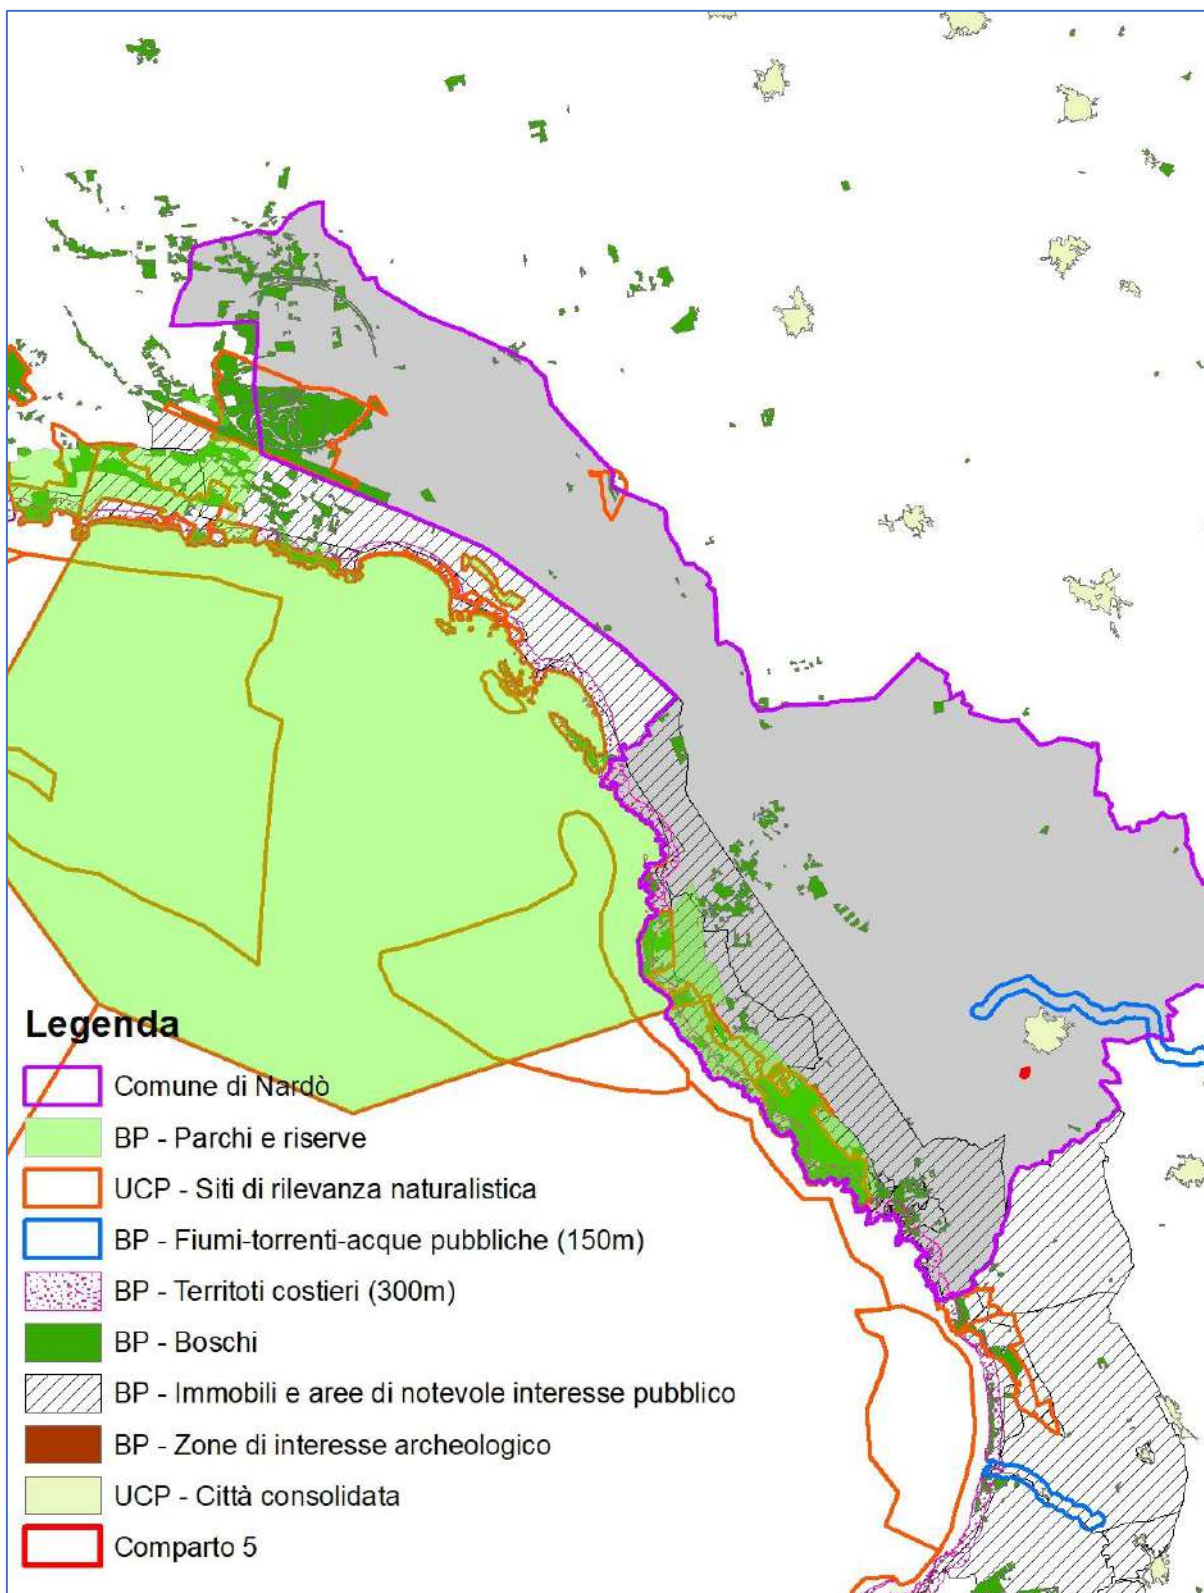 Legenda
Comune di Nardò
BP - Parchi e riserve
UCP - Siti di rilevanza naturalistica
BP - Fiumi-torrenti-acque pubbliche (150m)
BP - Territoti costieri (300m)
BP - Boschi
BP - Immobili e aree di notevole interesse pubblico
BP - Zone di interesse archeologico
UCP - Città consolidata
Comparto 5